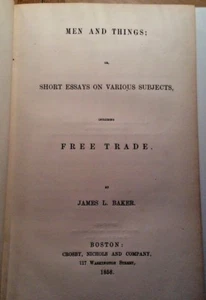 MEN AND THINGS;
OR,
SHORT ESSAYS ON VARIOUS SUBJECTS,
INCLUDING
FREE TRADE.
BY
JAMES L. BAKER.
BOSTON:
CROSBY, NICHOLS AND COMPANY,
117 WASHINGTON STREET,
1858.